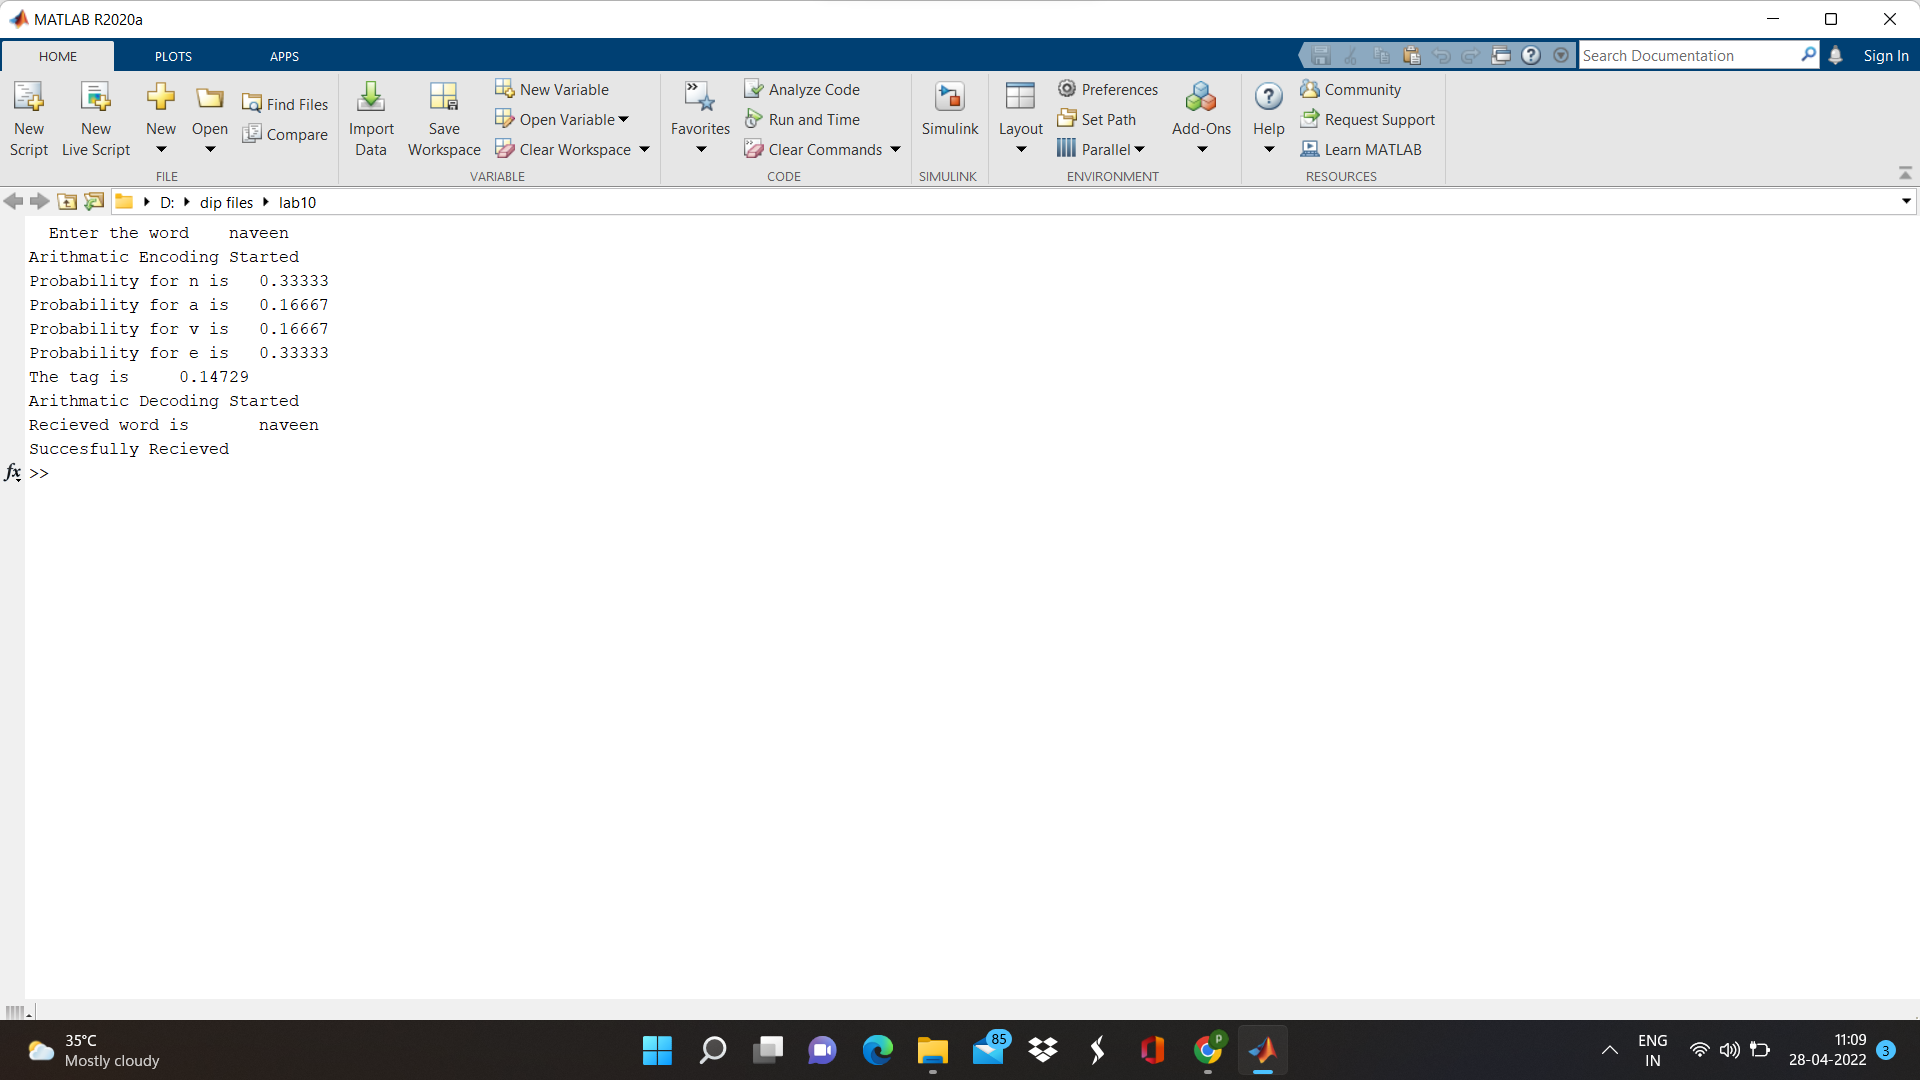 MATLAB R2020a
HOME PLOTS APPS
Search Documentation
Sign In
New Script
New Live Script
New
Open
Find Files
Compare
FILE
Import Data
Save Workspace
New Variable
Open Variable
Clear Workspace
VARIABLE
Favorites
Analyze Code
Run and Time
Clear Commands
CODE
Simulink
SIMULINK
Layout
Preferences
Set Path
Parallel
Add-Ons
ENVIRONMENT
Help
Community
Request Support
Learn MATLAB
RESOURCES
D: dip files lab10
Enter the word naveen
Arithmatic Encoding Started
Probability for n is 0.33333
Probability for a is 0.16667
Probability for v is 0.16667
Probability for e is 0.33333
The tag is 0.14729
Arithmatic Decoding Started
Recieved word is naveen
Succesfully Recieved
fx >>
35°C
Mostly cloudy
85
P
ENG
IN
11:09
28-04-2022
3